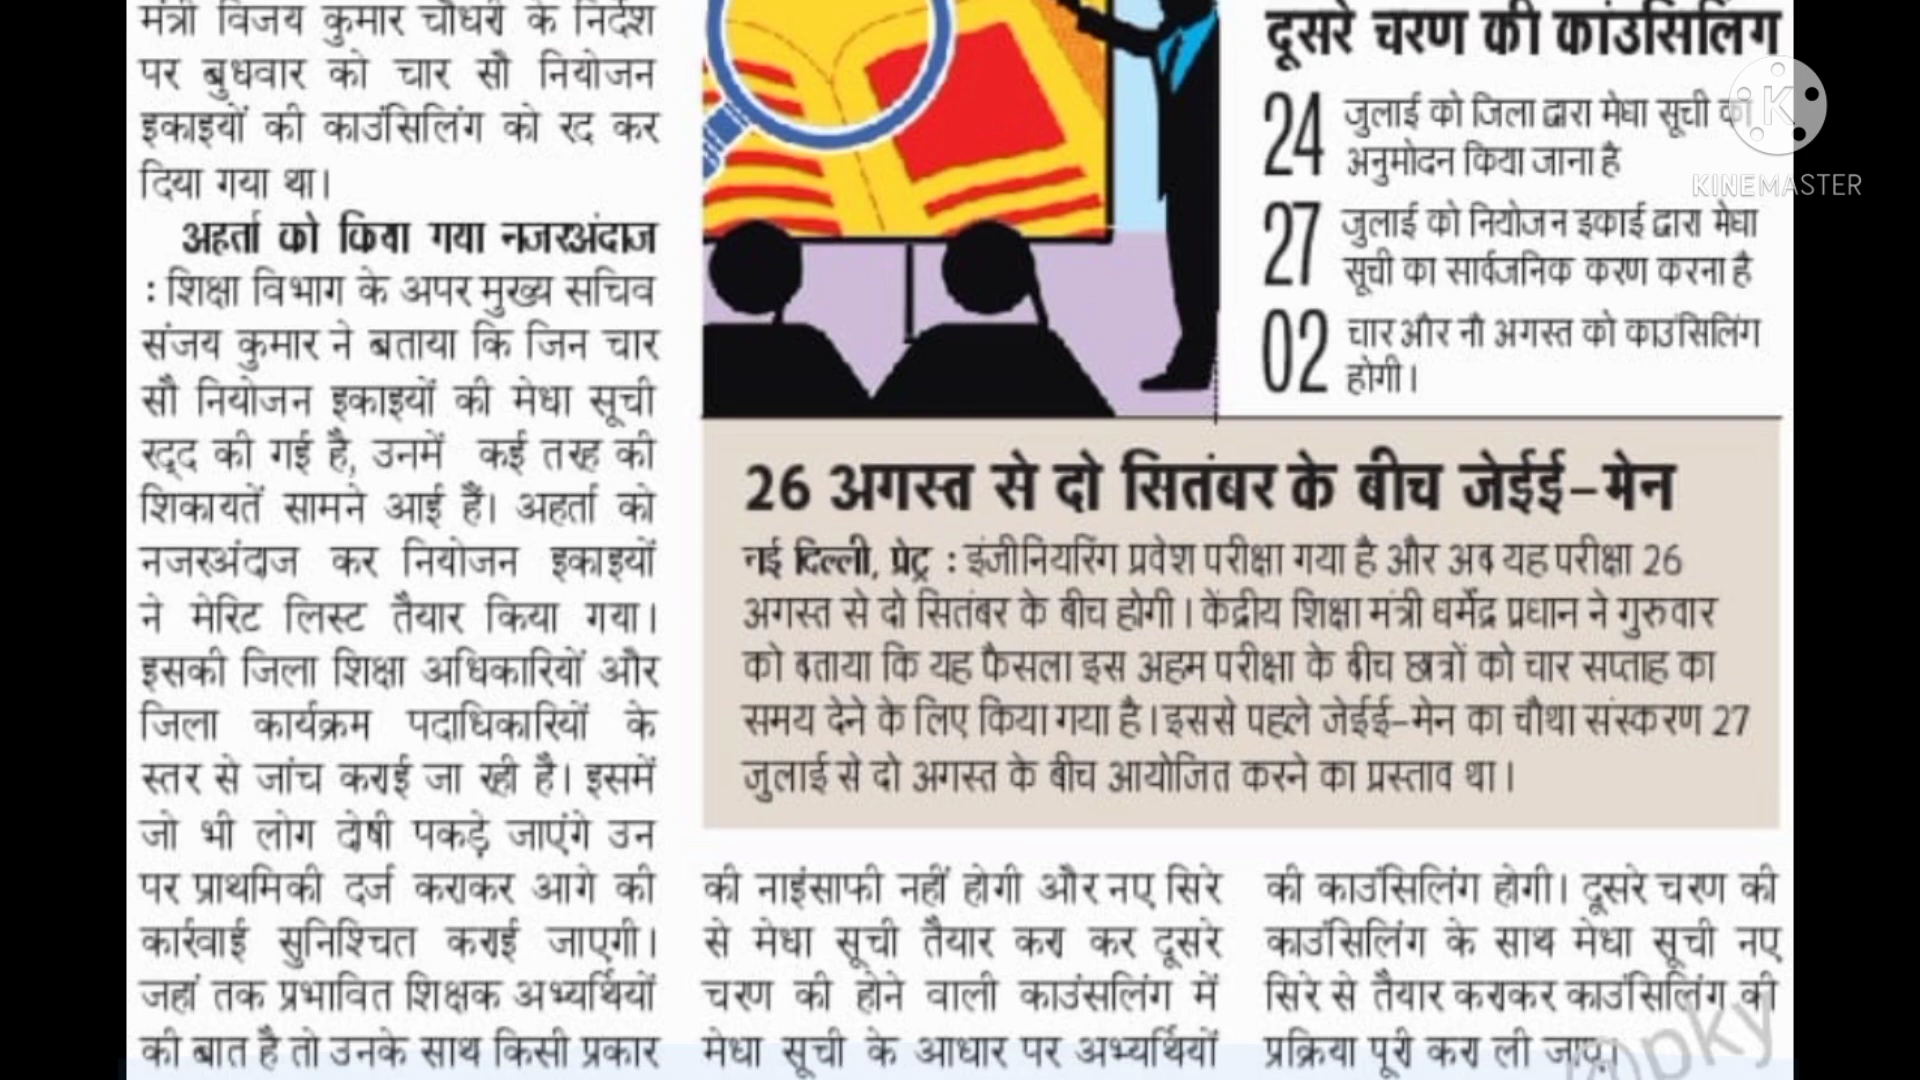 मंत्री विजय कुमार चौधरी के निर्देश
पर बुधवार को चार सौ नियोजन
इकाइयों की काउंसिलिंग को रद कर
दिया गया था।
अहर्ता को किया गया नजरअंदाज
: शिक्षा विभाग के अपर मुख्य सचिव
संजय कुमार ने बताया कि जिन चार
सौ नियोजन इकाइयों की मेधा सूची
रद्द की गई है, उनमें कई तरह की
शिकायतें सामने आई हैं। अहर्ता को
नजरअंदाज कर नियोजन इकाइयों
ने मेरिट लिस्ट तैयार किया गया।
इसकी जिला शिक्षा अधिकारियों और
जिला कार्यक्रम पदाधिकारियों के
स्तर से जांच कराई जा रही है। इसमें
जो भी लोग दोषी पकड़े जाएंगे उन
पर प्राथमिकी दर्ज कराकर आगे की
कार्रवाई सुनिश्चित कराई जाएगी।
जहां तक प्रभावित शिक्षक अभ्यर्थियों
की बात है तो उनके साथ किसी प्रकार
दूसरे चरण की कांउसिलिंग
24 जुलाई को जिला द्वारा मेधा सूची का
अनुमोदन किया जाना है
27 जुलाई को नियोजन इकाई द्वारा मेधा
सूची का सार्वजनिक करण करना है
02 चार और नौ अगस्त को काउंसिलिंग
होगी।
KINEMASTER
26 अगस्त से दो सितंबर के बीच जेईई-मेन
नई दिल्ली, प्रेट्र : इंजीनियरिंग प्रवेश परीक्षा गया है और अब यह परीक्षा 26
अगस्त से दो सितंबर के बीच होगी। केंद्रीय शिक्षा मंत्री धर्मेंद्र प्रधान ने गुरुवार
को बताया कि यह फैसला इस अहम परीक्षा के बीच छात्रों को चार सप्ताह का
समय देने के लिए किया गया है। इससे पहले जेईई-मेन का चौथा संस्करण 27
जुलाई से दो अगस्त के बीच आयोजित करने का प्रस्ताव था।
की नाइंसाफी नहीं होगी और नए सिरे
से मेधा सूची तैयार करा कर दूसरे
चरण की होने वाली काउंसलिंग में
मेधा सूची के आधार पर अभ्यर्थियों
की काउंसिलिंग होगी। दूसरे चरण की
काउंसिलिंग के साथ मेधा सूची नए
सिरे से तैयार कराकर काउंसिलिंग की
प्रक्रिया पूरी करा ली जाए।